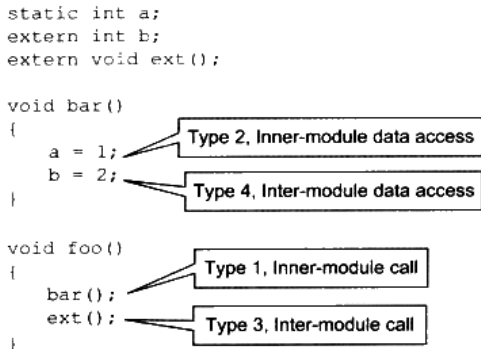 static int a;
extern int b;
extern void ext();
void bar()
{
a = 1;
Type 2, Inner-module data access
b = 2;
Type 4, Inter-module data access
}
void foo()
{
Type 1, Inner-module call
bar();
ext();
Type 3, Inter-module call
}